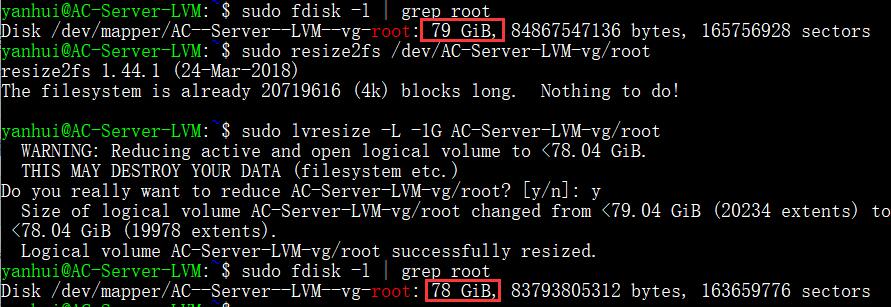 yanhui@AC-Server-LVM:~$ sudo fdisk -l | grep root
Disk /dev/mapper/AC--Server--LVM--vg-root: 79 GiB, 84867547136 bytes, 165756928 sectors
yanhui@AC-Server-LVM:~$ sudo resize2fs /dev/AC-Server-LVM-vg/root
resize2fs 1.44.1 (24-Mar-2018)
The filesystem is already 20719616 (4k) blocks long.  Nothing to do!
yanhui@AC-Server-LVM:~$ sudo lvresize -L -1G AC-Server-LVM-vg/root
  WARNING: Reducing active and open logical volume to <78.04 GiB.
  THIS MAY DESTROY YOUR DATA (filesystem etc.)
Do you really want to reduce AC-Server-LVM-vg/root? [y/n]: y
  Size of logical volume AC-Server-LVM-vg/root changed from <79.04 GiB (20234 extents) to
<78.04 GiB (19978 extents).
  Logical volume AC-Server-LVM-vg/root successfully resized.
yanhui@AC-Server-LVM:~$ sudo fdisk -l | grep root
Disk /dev/mapper/AC--Server--LVM--vg-root: 78 GiB, 83793805312 bytes, 163659776 sectors